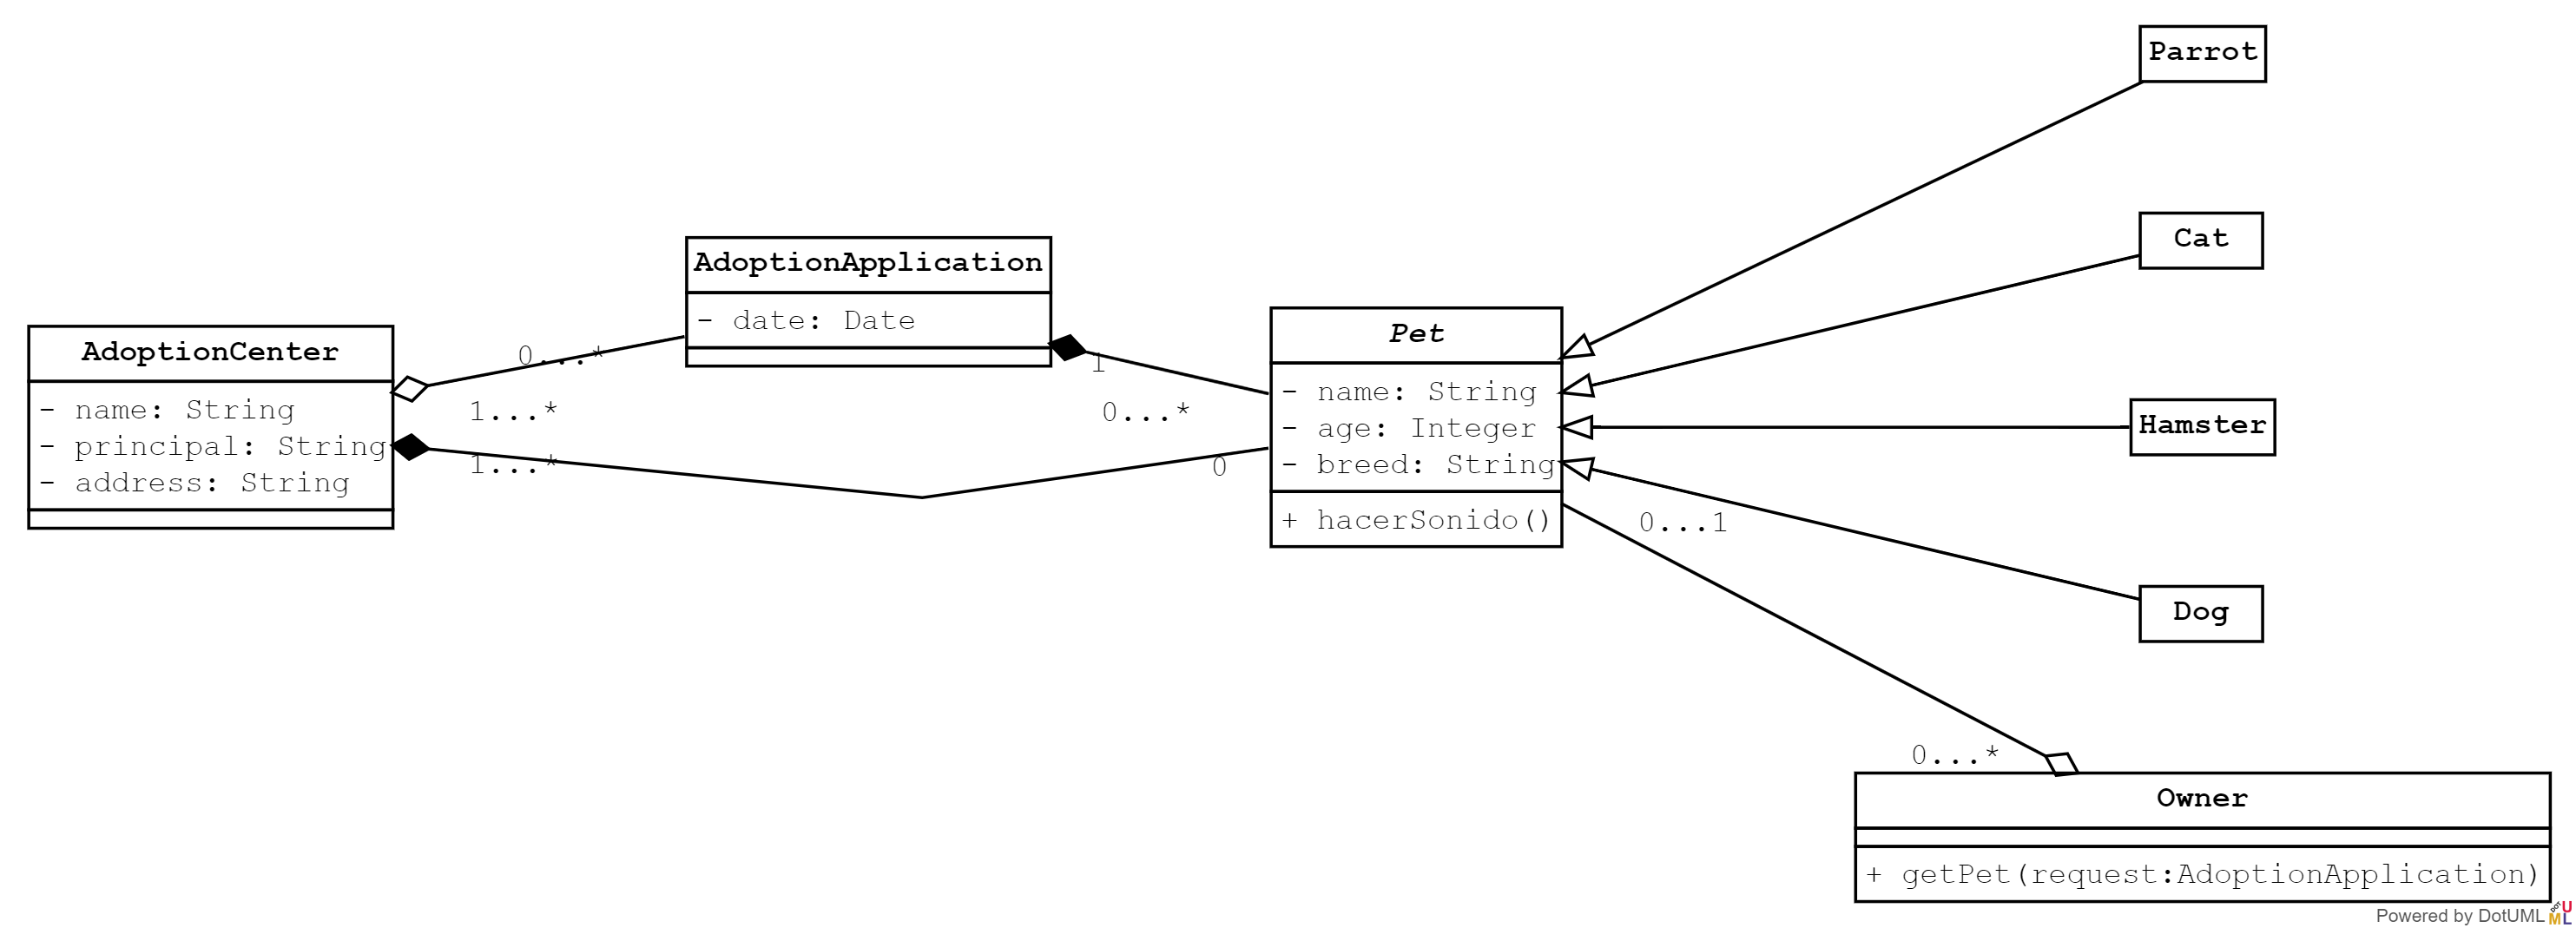 Parrot
Cat
AdoptionApplication
- date: Date
AdoptionCenter
- name: String
- principal: String
- address: String
0...*
1...*
1...*
1
0...*
0
Pet
- name: String
- age: Integer
- breed: String
+ hacerSonido()
Hamster
Dog
0...1
0...*
Owner
+ getPet(request:AdoptionApplication)
Powered by DotUML
DOT
U
M L